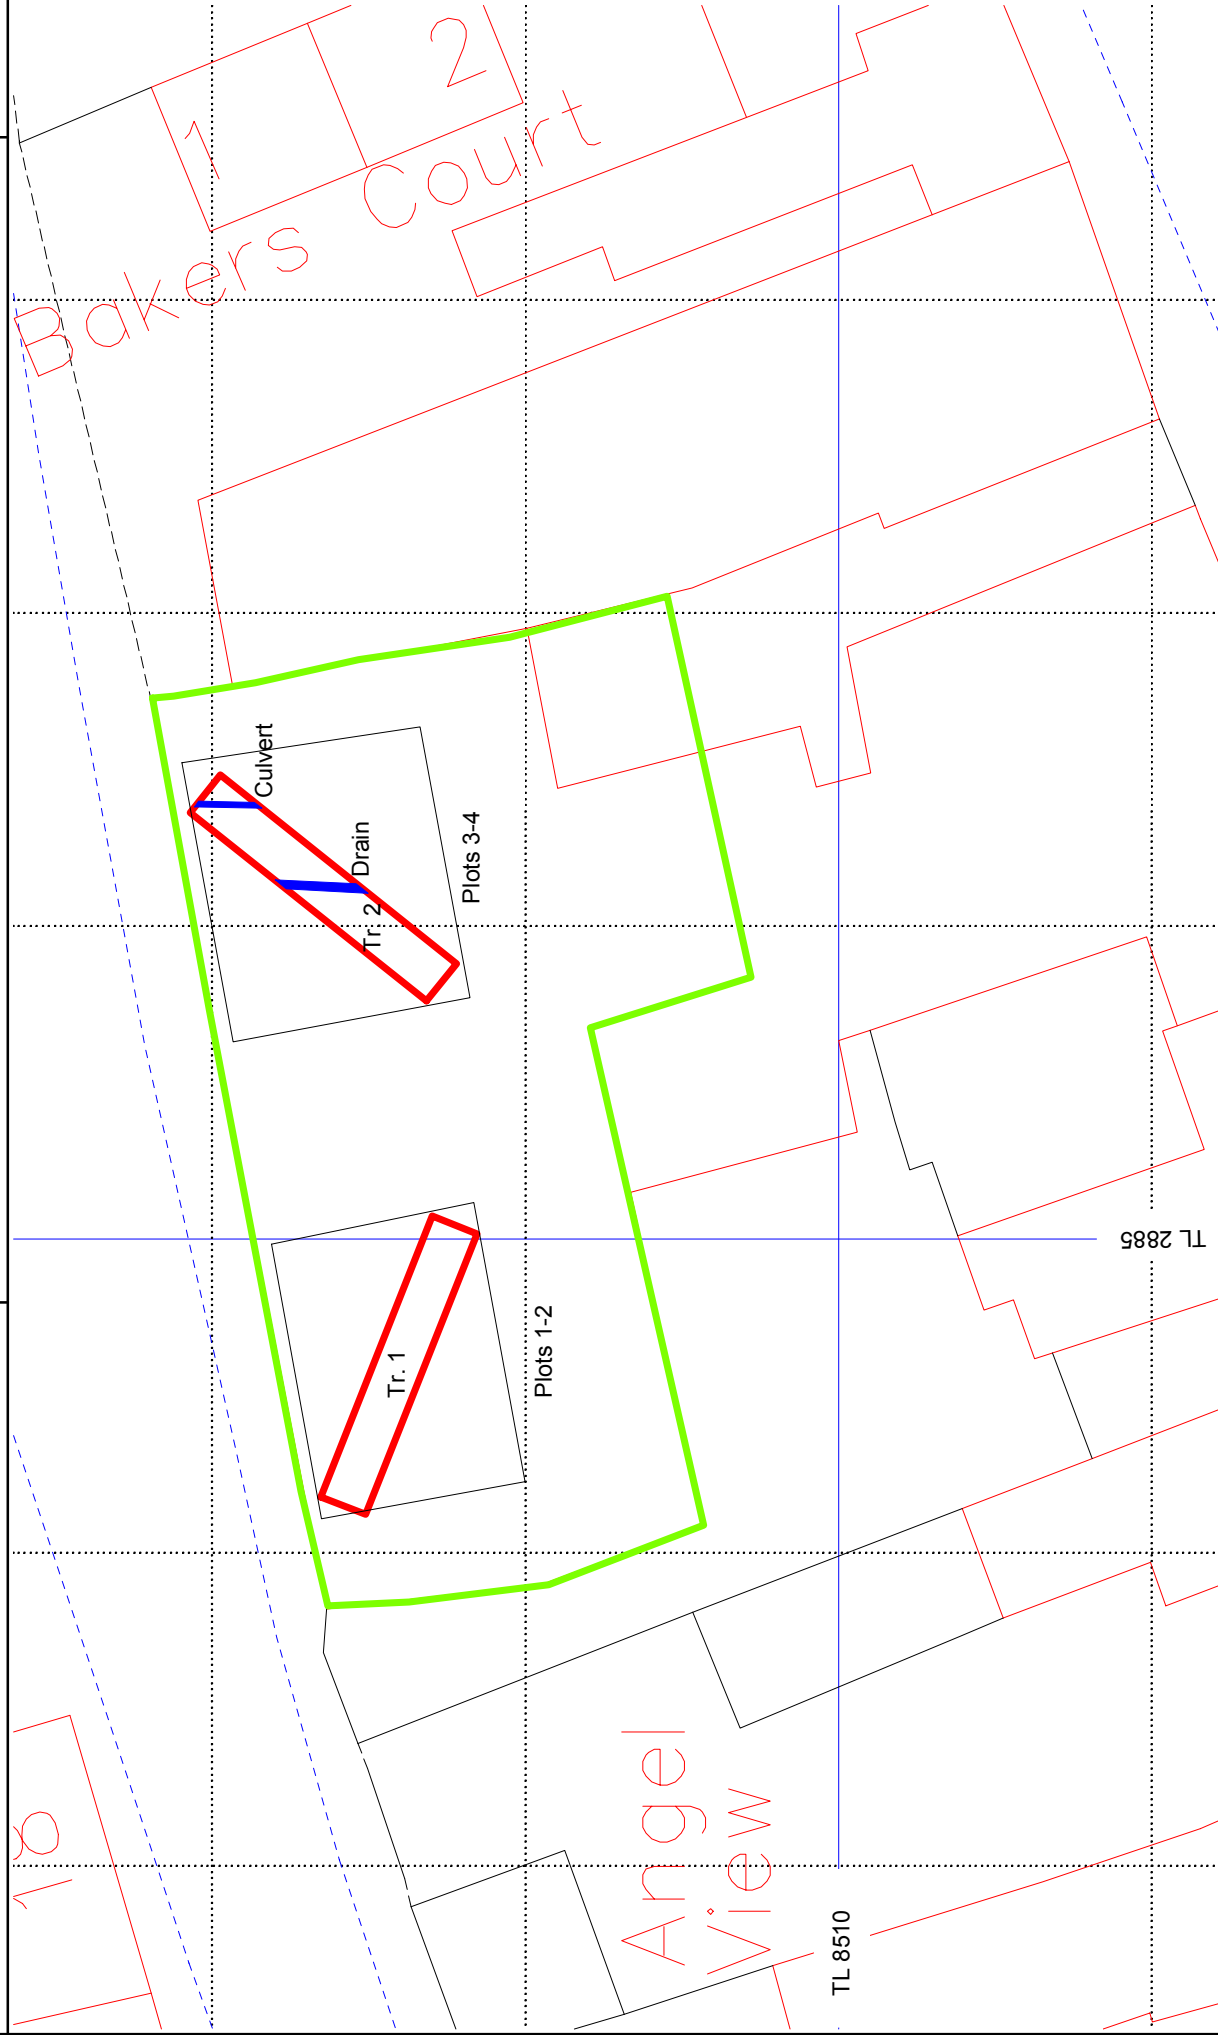 1
2
Bakers Court
Culvert
Drain
Tr. 2
Plots 3-4
TL 2885
Tr. 1
Plots 1-2
Angel
View
18
TL 8510